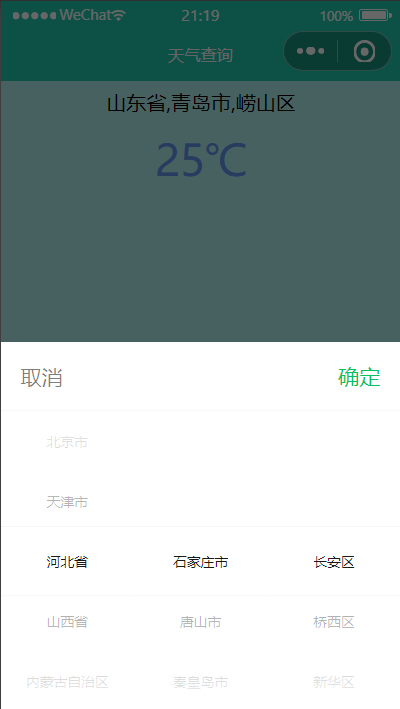 WeChat 21:19 100%
天气查询
山东省,青岛市,崂山区
25℃
取消 确定
北京市
天津市
河北省 石家庄市 长安区
山西省 唐山市 桥西区
内蒙古自治区 秦皇岛市 新华区